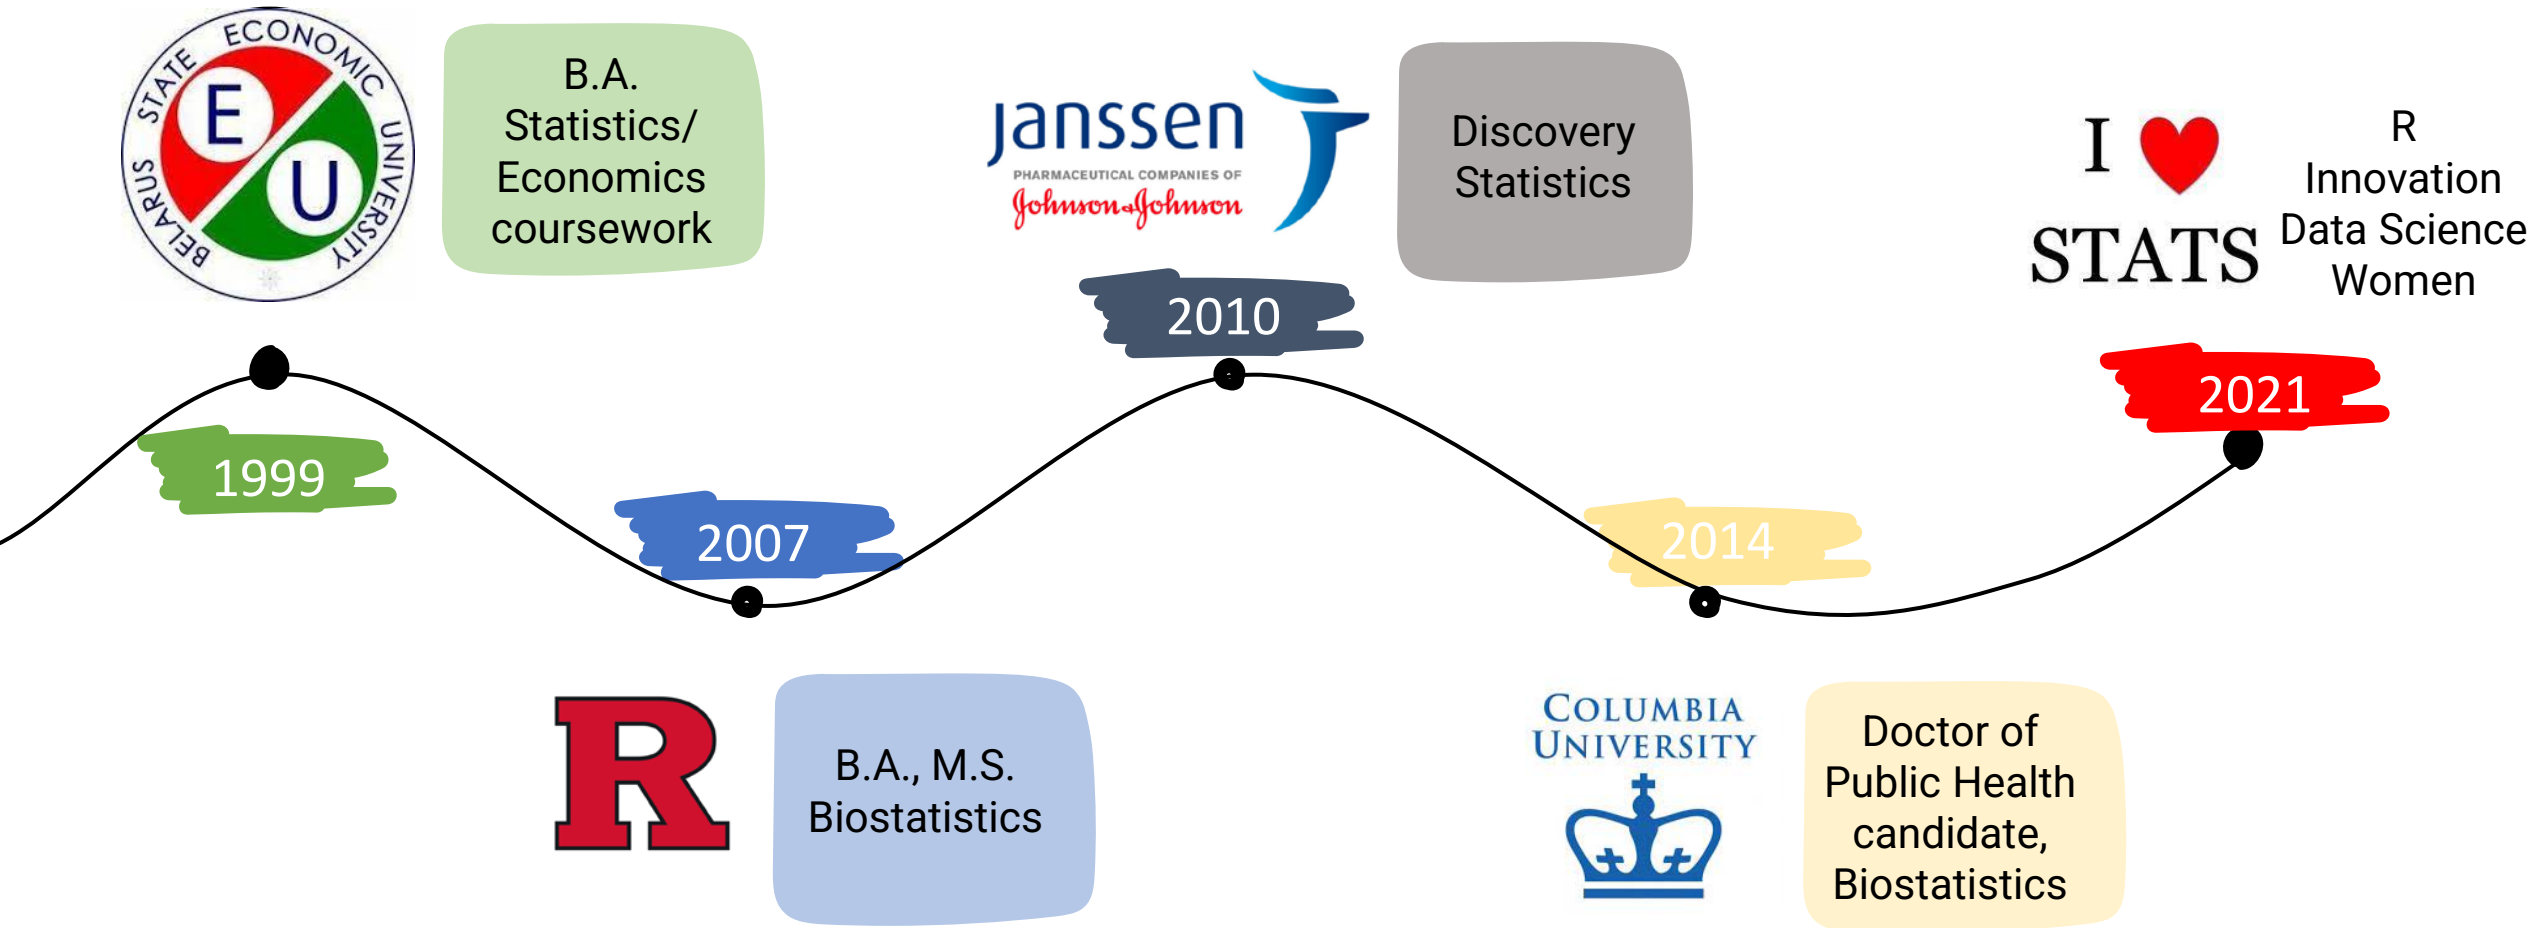 BELARUS STATE ECONOMIC UNIVERSITY
E
U
B.A.
Statistics/
Economics
coursework
1999
2007
R
B.A., M.S.
Biostatistics
janssen
PHARMACEUTICAL COMPANIES OF
Johnson&Johnson
Discovery
Statistics
2010
2014
COLUMBIA
UNIVERSITY
Doctor of
Public Health
candidate,
Biostatistics
I
STATS
R
Innovation
Data Science
Women
2021